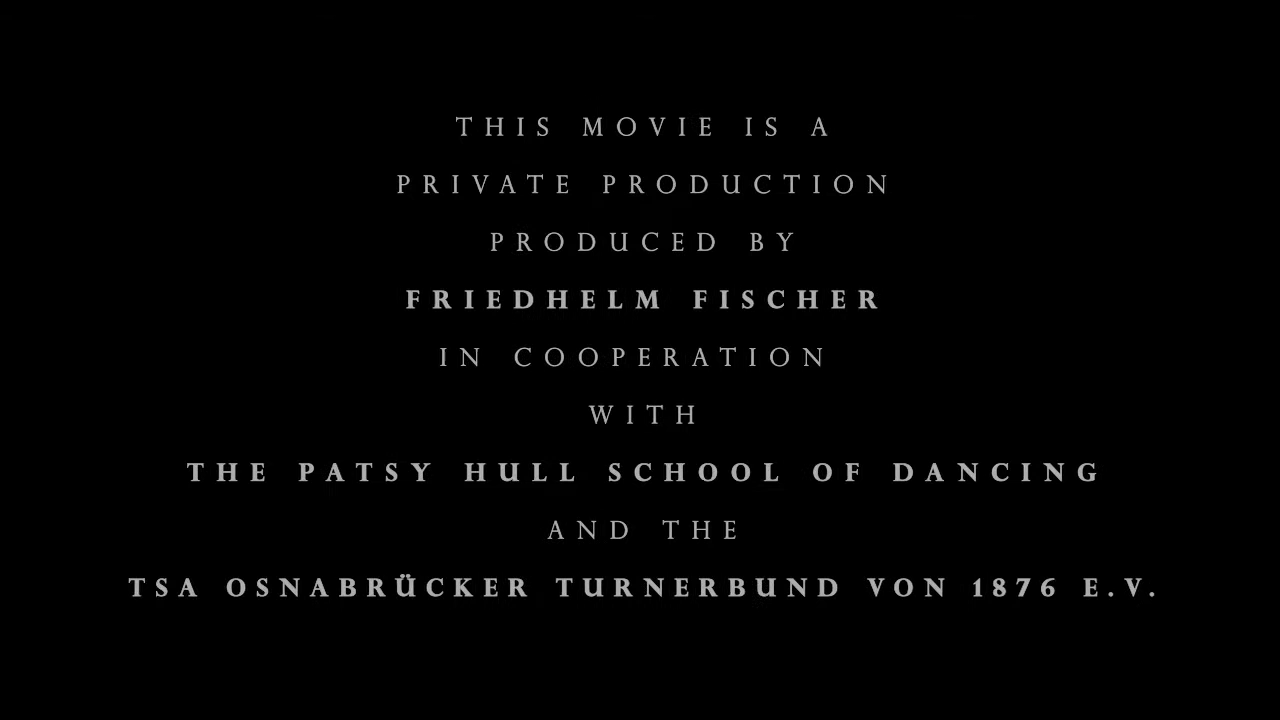 THIS MOVIE IS A
PRIVATE PRODUCTION
PRODUCED BY
FRIEDHELM FISCHER
IN COOPERATION
WITH
THE PATSY HULL SCHOOL OF DANCING
AND THE
TSA OSNABRÜCKER TURNERBUND VON 1876 E.V.